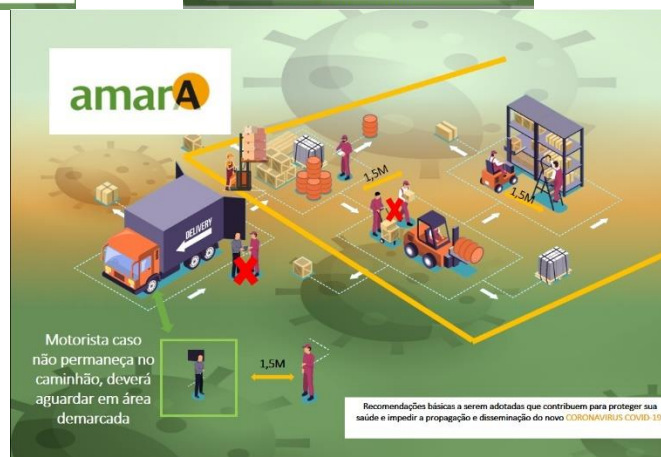 amarA
DELIVERY
1,5M
1,5M
Motorista caso
não permaneça no
caminhão, deverá
aguardar em área
demarcada
1,5M
Recomendações básicas a serem adotadas que contribuem para proteger sua
saúde e impedir a propagação e disseminação do novo CORONAVIRUS COVID-19